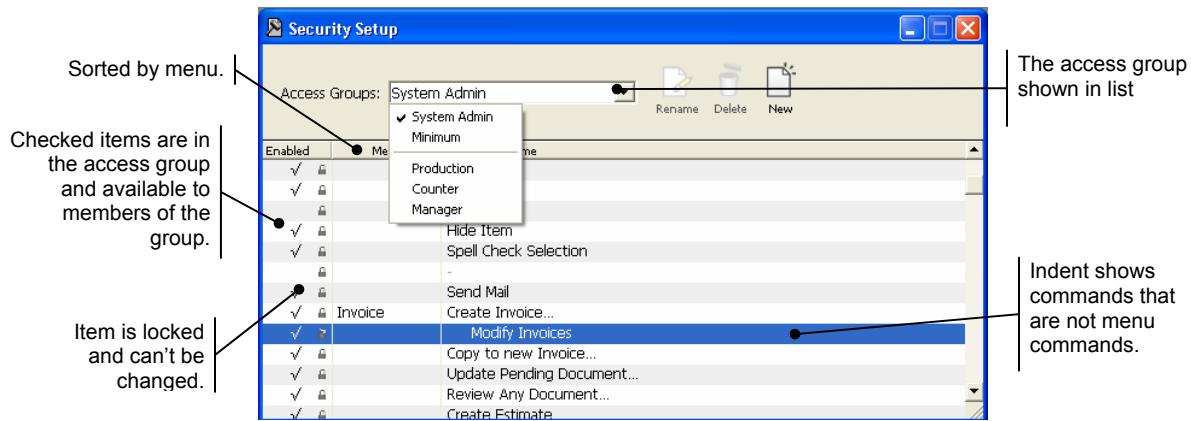 Security Setup
Sorted by menu.
Access Groups: System Admin
Rename Delete New
The access group
shown in list
System Admin
Minimum
Production
Counter
Manager
Checked items are in
the access group
and available to
members of the
group.
Enabled
Hide Item
Spell Check Selection
-
Send Mail
Invoice Create Invoice...
Modify Invoices
Copy to new Invoice...
Update Pending Document...
Review Any Document...
Create Estimate
Item is locked
and can't be
changed.
Indent shows
commands that
are not menu
commands.